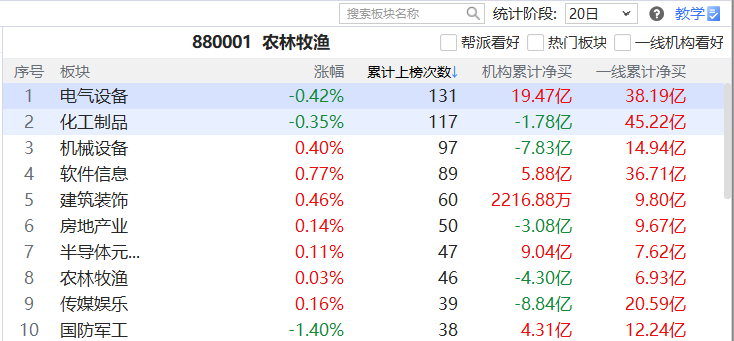 搜索板块名称 统计阶段: 20日 ? 教学
880001 农林牧渔 帮派看好 热门板块 一线机构看好
序号 板块 涨幅 累计上榜次数↓ 机构累计净买 一线累计净买
1 电气设备 -0.42% 131 19.47亿 38.19亿
2 化工制品 -0.35% 117 -1.78亿 45.22亿
3 机械设备 0.40% 97 -7.83亿 14.94亿
4 软件信息 0.77% 89 5.88亿 36.71亿
5 建筑装饰 0.46% 60 2216.88万 9.80亿
6 房地产业 0.14% 50 -3.08亿 9.67亿
7 半导体元... 0.11% 47 9.04亿 7.62亿
8 农林牧渔 0.03% 46 -4.30亿 6.93亿
9 传媒娱乐 0.16% 39 -8.84亿 20.59亿
10 国防军工 -1.40% 38 4.31亿 12.24亿